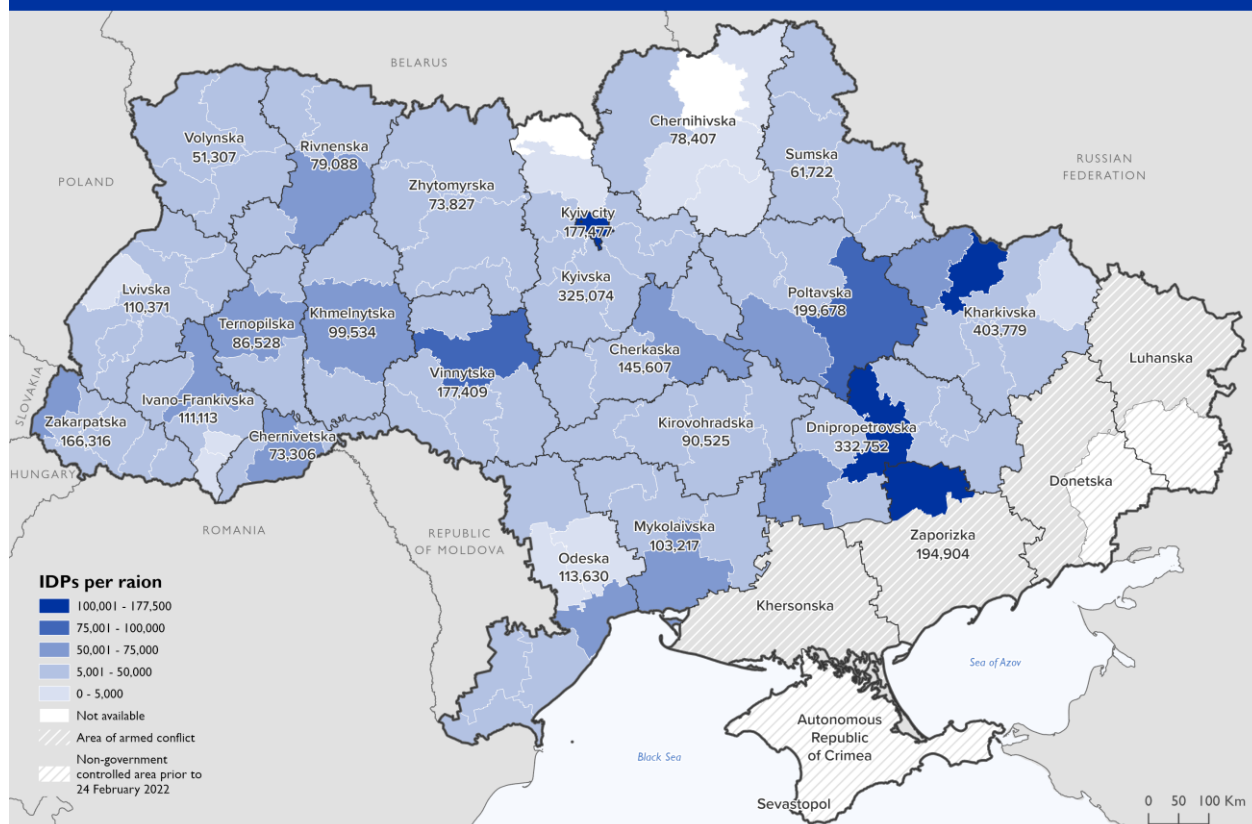 BELARUS
Volynska
51,307
Rivnenska
79,088
Chernihivska
78,407
Sumska
61,722
RUSSIAN
FEDERATION
POLAND
Zhytomyrska
73,827
Kyiv city
177,477
Lvivska
110,371
Kyivska
325,074
Poltavska
199,678
Kharkivska
403,779
Ternopilska
86,528
Khmelnytska
99,534
Cherkaska
145,607
Luhanska
Vinnytska
177,409
SLOVAKIA
Ivano-Frankivska
111,113
Zakarpatska
166,316
Chernivetska
73,306
Kirovohradska
90,525
Dnipropetrovska
332,752
HUNGARY
Donetska
ROMANIA
REPUBLIC
OF MOLDOVA
Mykolaivska
103,217
Zaporizka
194,904
Odeska
113,630
Khersonska
IDPs per raion
100,001 - 177,500
75,001 - 100,000
50,001 - 75,000
5,001 - 50,000
0 - 5,000
Not available
Area of armed conflict
Non-government
controlled area prior to
24 February 2022
Sea of Azov
Autonomous
Republic
of Crimea
Black Sea
Sevastopol
0 50 100 Km